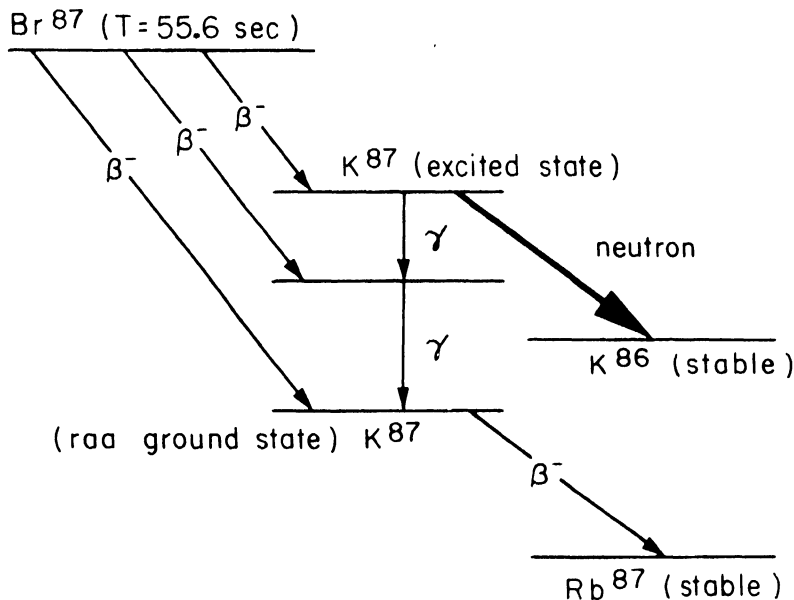 Br⁸⁷ (T = 55.6 sec)
β⁻
β⁻
β⁻
K⁸⁷ (excited state)
γ
neutron
γ
K⁸⁶ (stable)
(raa ground state) K⁸⁷
β⁻
Rb⁸⁷ (stable)